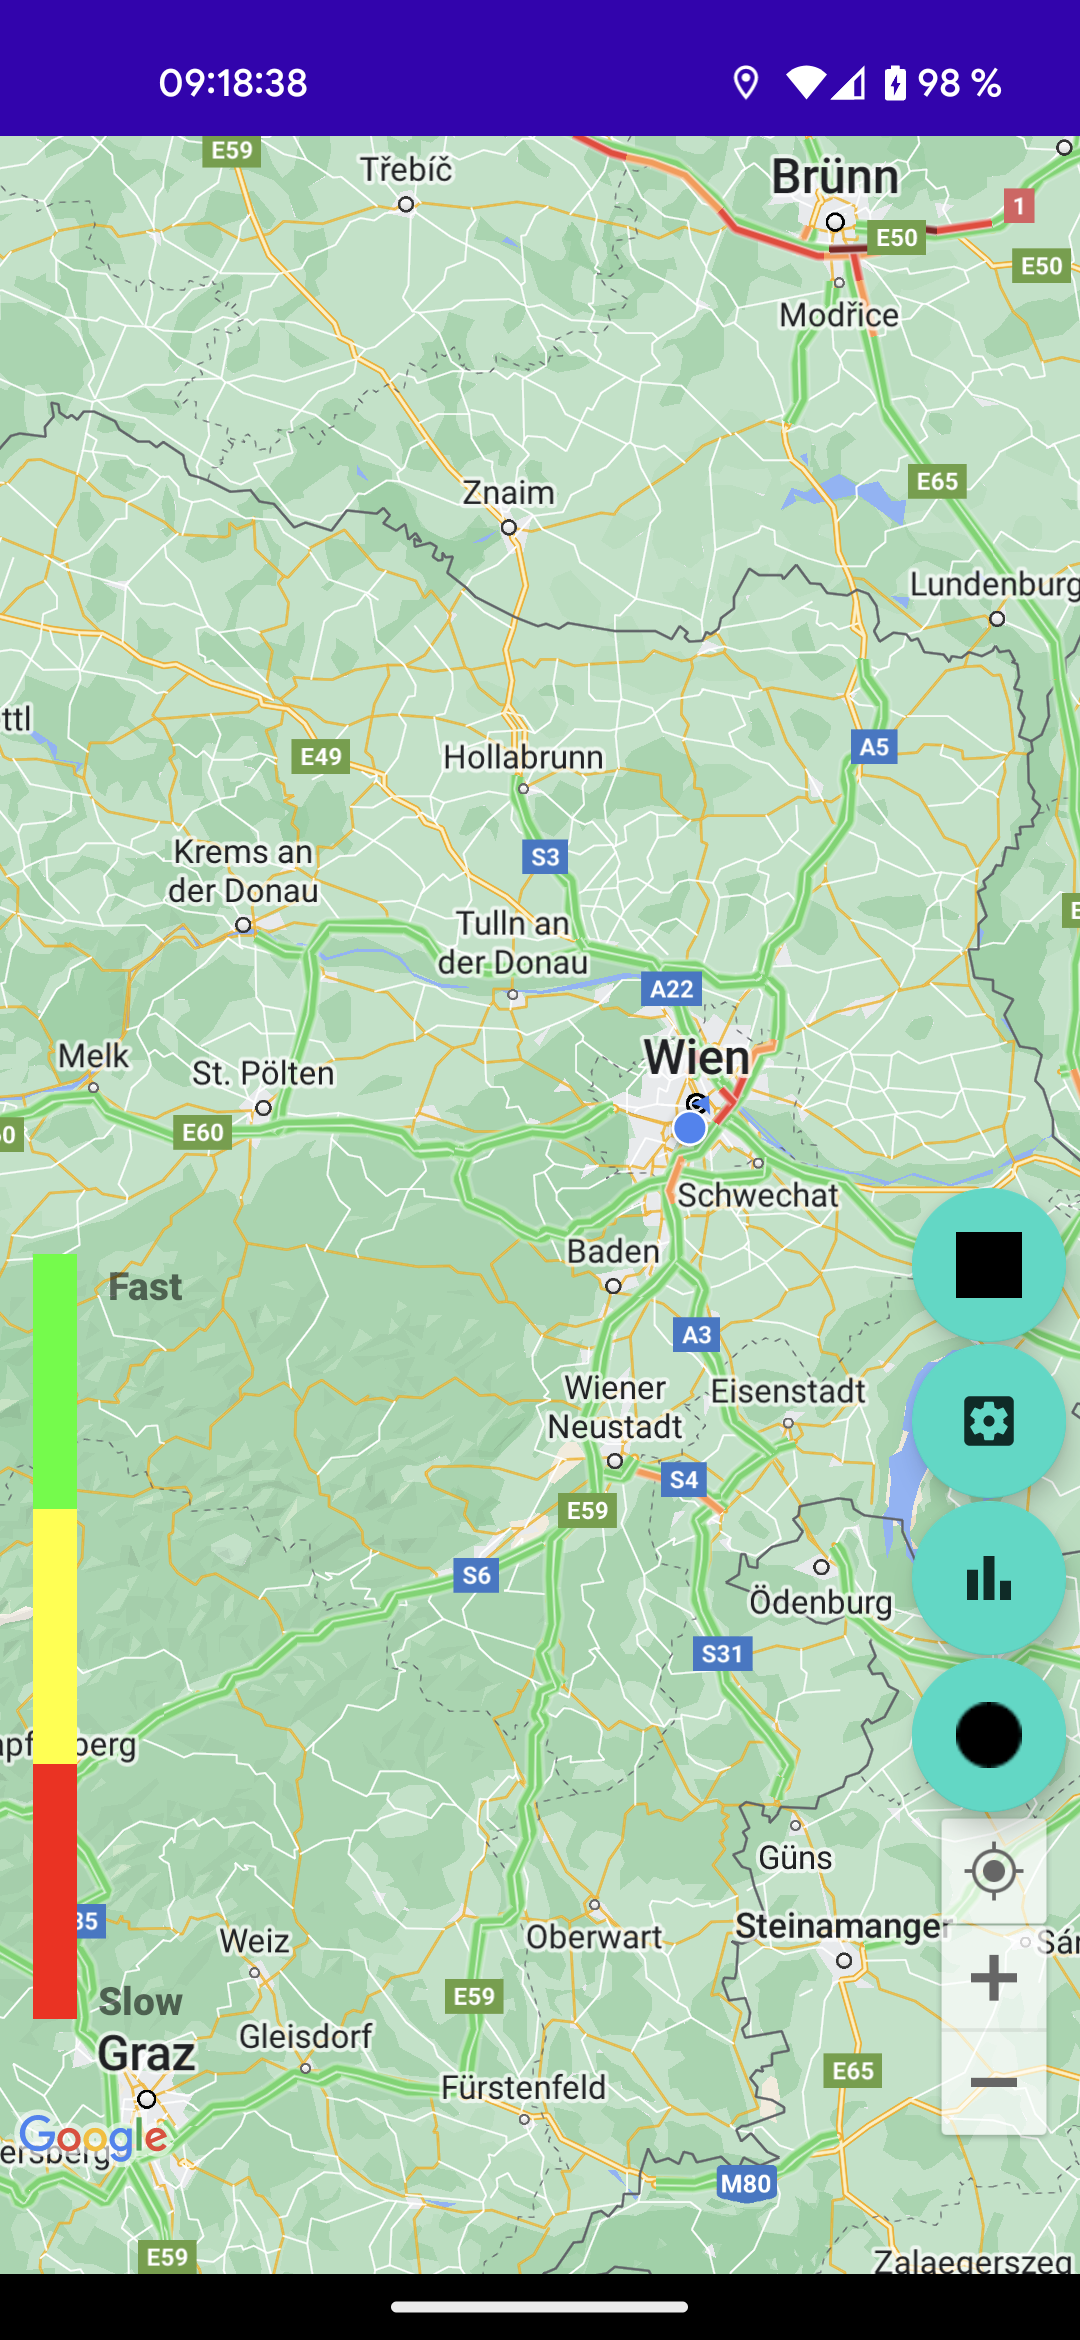 09:18:38
98 %
E59
Třebíč
Brünn
1
E50
E50
Modřice
E65
Znaim
Lundenburg
ttl
E49
Hollabrunn
A5
S3
Krems an
der Donau
Tulln an
der Donau
A22
Wien
Melk
St. Pölten
E60
Schwechat
Baden
Fast
A3
Wiener
Neustadt
Eisenstadt
S4
E59
S6
Ödenburg
S31
berg
Güns
Steinamanger
Sár
Weiz
Oberwart
E59
Slow
Graz
Gleisdorf
E65
Fürstenfeld
Google
ersberg
M80
E59
Zalaegerszeg